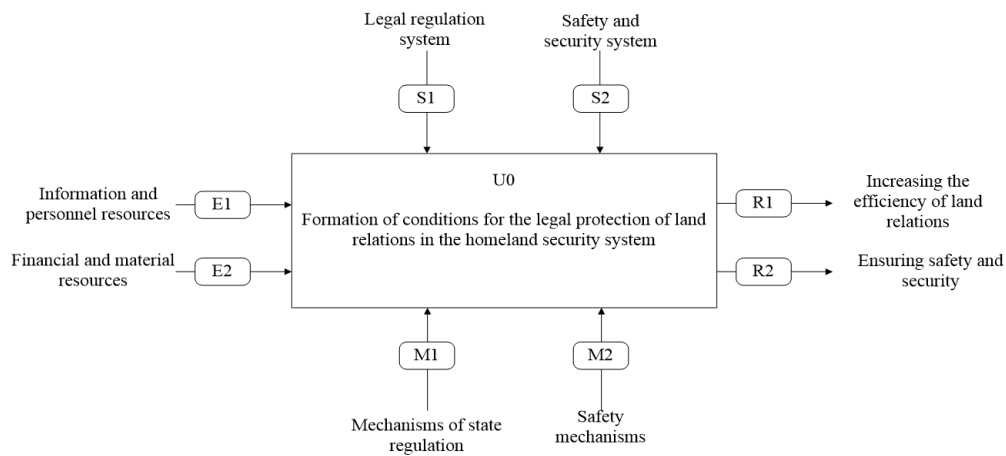 Legal regulation
system
Safety and
security system
S1
S2
U0
Formation of conditions for the legal protection of land
relations in the homeland security system
Information and
personnel resources
E1
Financial and material
resources
E2
R1
Increasing the
efficiency of land
relations
R2
Ensuring safety and
security
M1
M2
Mechanisms of state
regulation
Safety
mechanisms